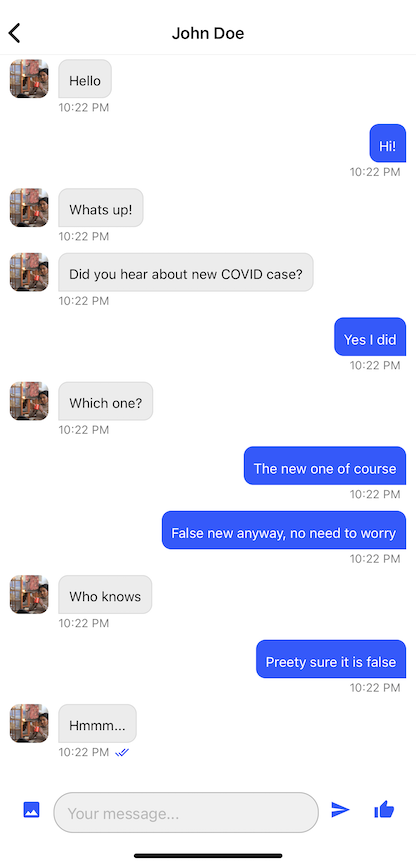 John Doe
Hello
10:22 PM
Hi!
10:22 PM
Whats up!
10:22 PM
Did you hear about new COVID case?
10:22 PM
Yes I did
10:22 PM
Which one?
10:22 PM
The new one of course
10:22 PM
False new anyway, no need to worry
10:22 PM
Who knows
10:22 PM
Preety sure it is false
10:22 PM
Hmmm...
10:22 PM
Your message...